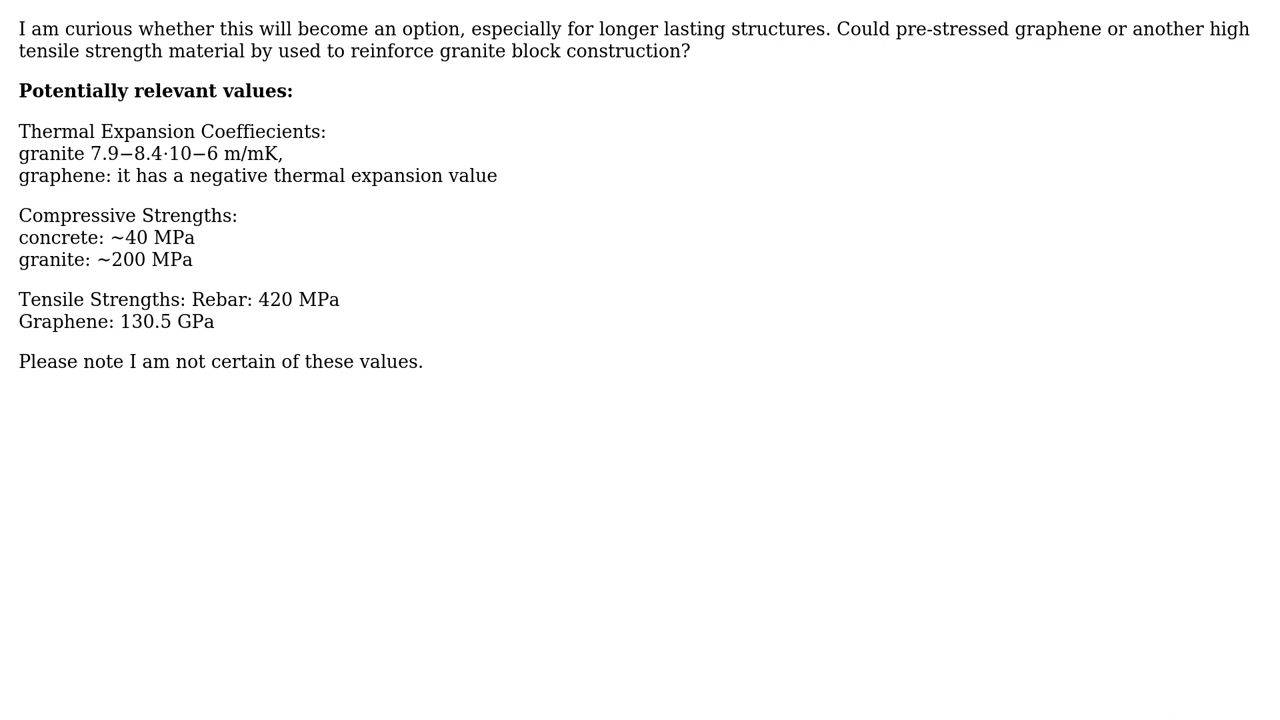 I am curious whether this will become an option, especially for longer lasting structures. Could pre-stressed graphene or another high
tensile strength material by used to reinforce granite block construction?
Potentially relevant values:
Thermal Expansion Coeffiecients:
granite 7.9−8.4·10−6 m/mK,
graphene: it has a negative thermal expansion value
Compressive Strengths:
concrete: ~40 MPa
granite: ~200 MPa
Tensile Strengths: Rebar: 420 MPa
Graphene: 130.5 GPa
Please note I am not certain of these values.